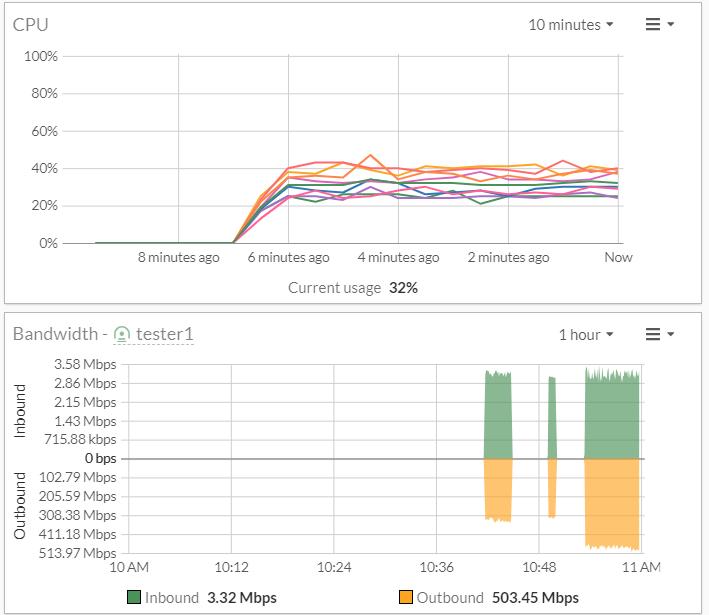 CPU
10 minutes
100%
80%
60%
40%
20%
0%
8 minutes ago 6 minutes ago 4 minutes ago 2 minutes ago Now
Current usage 32%
Bandwidth - tester1
1 hour
Inbound
3.58 Mbps
2.86 Mbps
2.15 Mbps
1.43 Mbps
715.88 kbps
0 bps
Outbound
102.79 Mbps
205.59 Mbps
308.38 Mbps
411.18 Mbps
513.97 Mbps
10 AM 10:12 10:24 10:36 10:48 11 AM
Inbound 3.32 Mbps Outbound 503.45 Mbps